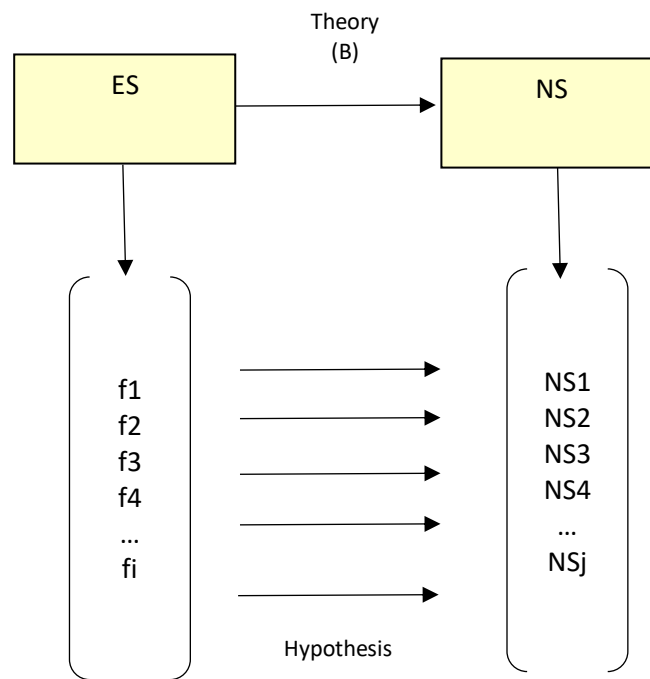 Theory
(B)
ES
NS
f1
f2
f3
f4
...
fi
NS1
NS2
NS3
NS4
...
NSj
Hypothesis